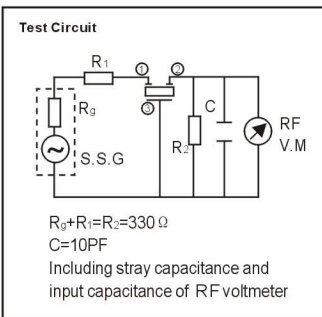 Test Circuit
R1
① ②
Rg
③
C
RF
V.M
R2
S.S.G
Rg+R1=R2=330Ω
C=10PF
Including stray capacitance and
input capacitance of RF voltmeter